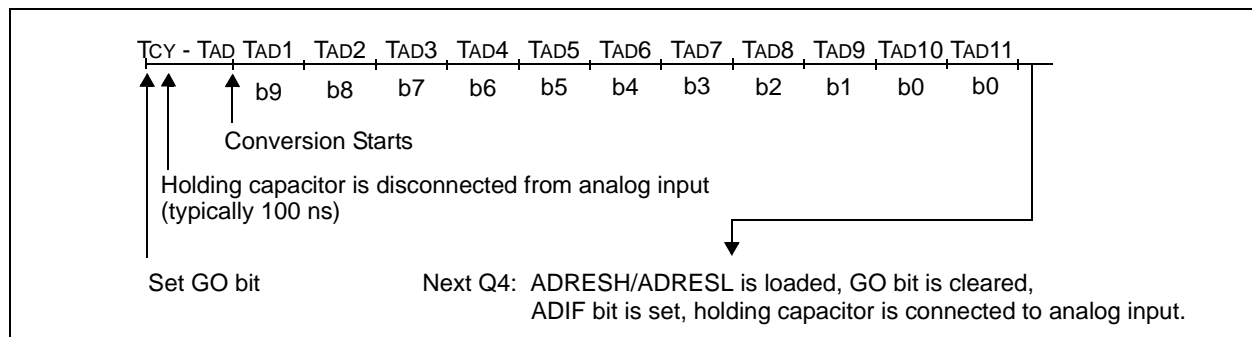 TCY - TAD TAD1 TAD2 TAD3 TAD4 TAD5 TAD6 TAD7 TAD8 TAD9 TAD10 TAD11
b9 b8 b7 b6 b5 b4 b3 b2 b1 b0 b0
Conversion Starts
Holding capacitor is disconnected from analog input
(typically 100 ns)
Set GO bit
Next Q4: ADRESH/ADRESL is loaded, GO bit is cleared,
ADIF bit is set, holding capacitor is connected to analog input.